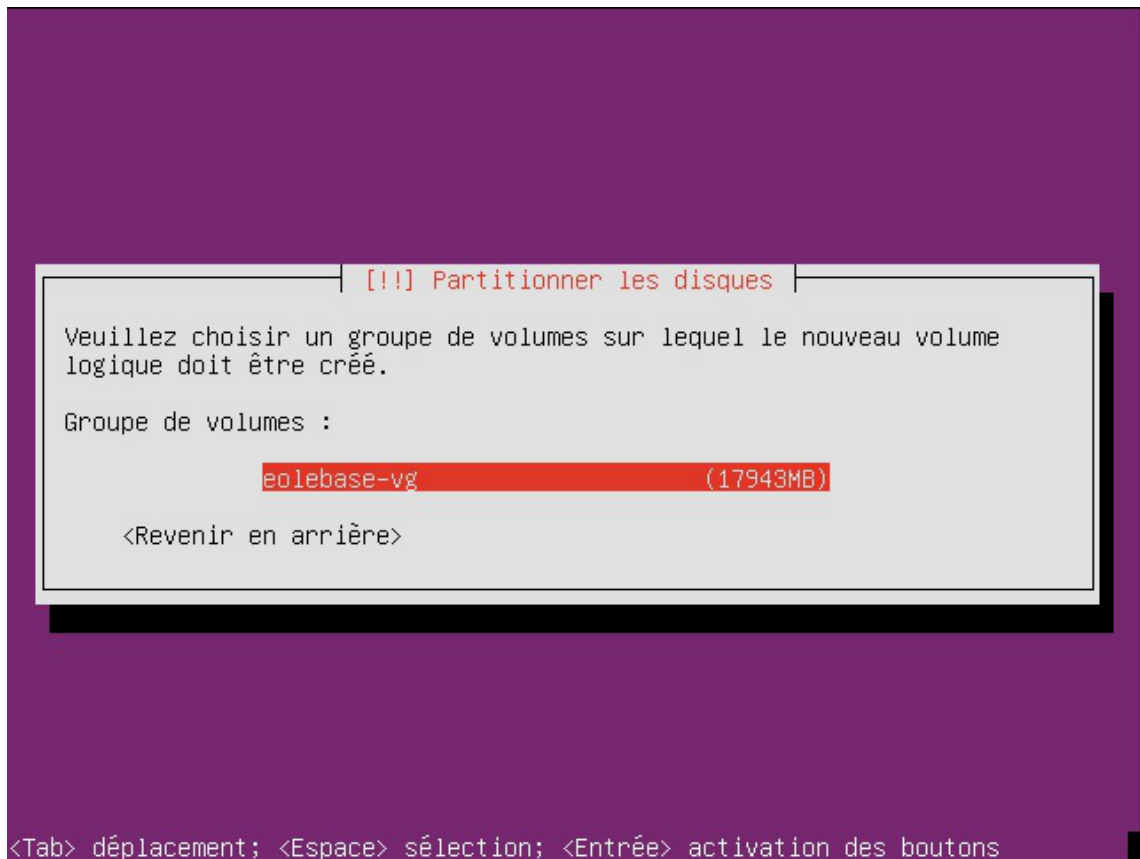 [!!] Partitionner les disques
Veuillez choisir un groupe de volumes sur lequel le nouveau volume
logique doit être créé.
Groupe de volumes :
eolebase-vg (17943MB)
<Revenir en arrière>
<Tab> déplacement; <Espace> sélection; <Entrée> activation des boutons